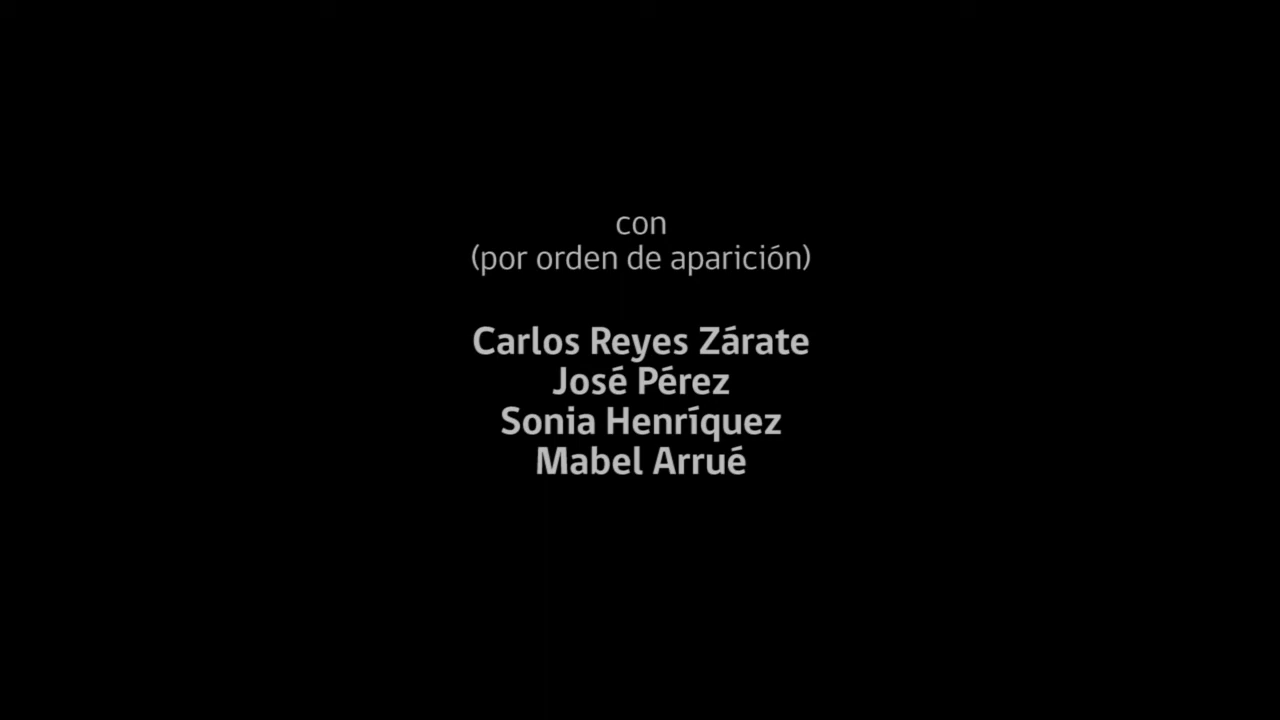 con
(por orden de aparición)
Carlos Reyes Zárate
José Pérez
Sonia Henríquez
Mabel Arrué